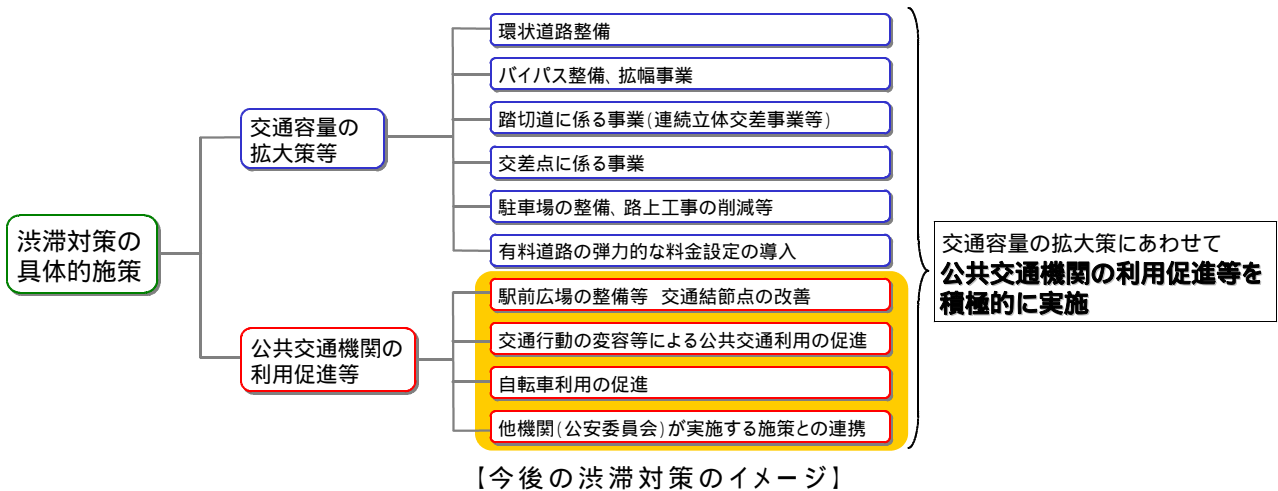 渋滞対策の
具体的施策
交通容量の
拡大策等
環状道路整備
バイパス整備、拡幅事業
踏切道に係る事業(連続立体交差事業等)
交差点に係る事業
駐車場の整備、路上工事の削減等
有料道路の弾力的な料金設定の導入
公共交通機関の
利用促進等
駅前広場の整備等　交通結節点の改善
交通行動の変容等による公共交通利用の促進
自転車利用の促進
他機関(公安委員会)が実施する施策との連携
交通容量の拡大策にあわせて
公共交通機関の利用促進等を
積極的に実施
【今後の渋滞対策のイメージ】